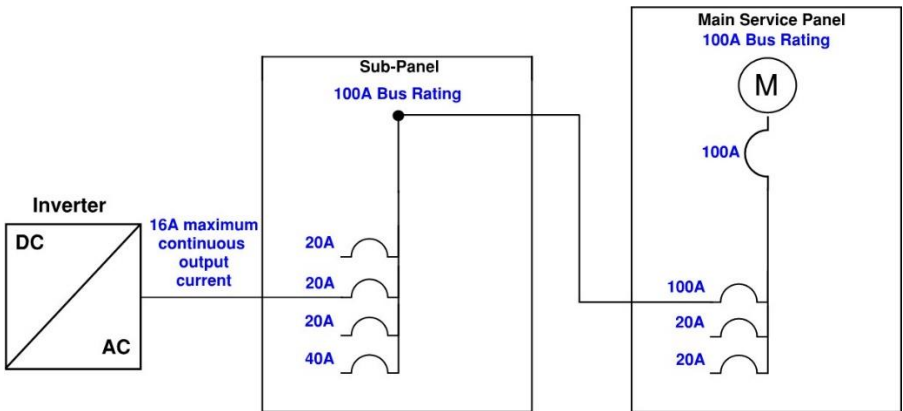 Main Service Panel
100A Bus Rating
M
100A
Sub-Panel
100A Bus Rating
Inverter
DC
AC
16A maximum
continuous
output
current
20A
20A
20A
40A
100A
20A
20A